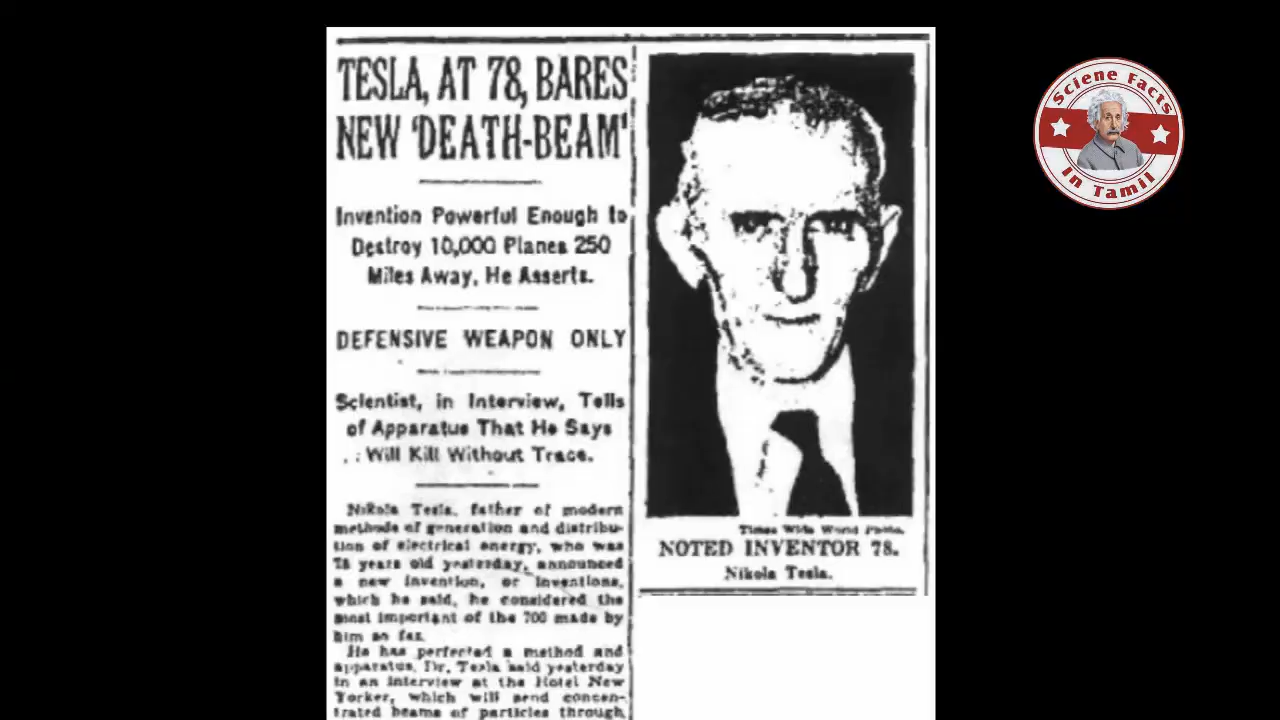 TESLA, AT 78, BARES
NEW 'DEATH-BEAM'
Invention Powerful Enough to
Destroy 10,000 Planes 250
Miles Away, He Asserts.
DEFENSIVE WEAPON ONLY
Scientist, in Interview, Tells
of Apparatus That He Says
Will Kill Without Trace.
Nikola Tesla, father of modern
methods of generation and distribu-
tion of electrical energy, who was
78 years old yesterday, announced
a new invention, or inventions,
which he said, he considered the
most important of the 700 made by
him so far.
He has perfected a method and
apparatus, Dr. Tesla said yesterday
in an interview at the Hotel New
Yorker, which will send concen-
trated beams of particles through
Times Wide World Photo.
NOTED INVENTOR 78.
Nikola Tesla.
Sciene Facts
In Tamil